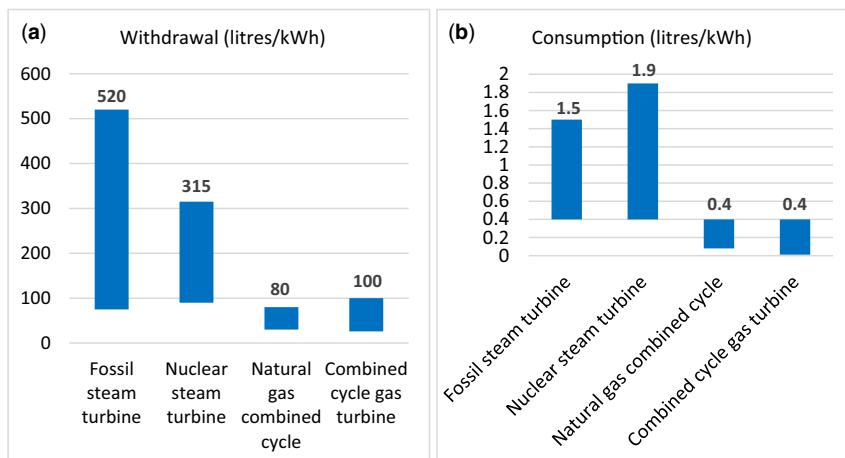 (a)
Withdrawal (litres/kWh)
600
500
400
300
200
100
0
520
315
80
100
Fossil
steam
turbine
Nuclear
steam
turbine
Natural
gas
combined
cycle
Combined
cycle gas
turbine
(b)
Consumption (litres/kWh)
2
1.8
1.6
1.4
1.2
1
0.8
0.6
0.4
0.2
0
1.5
1.9
0.4
0.4
Fossil steam turbine
Nuclear steam turbine
Natural gas combined cycle
Combined cycle gas turbine